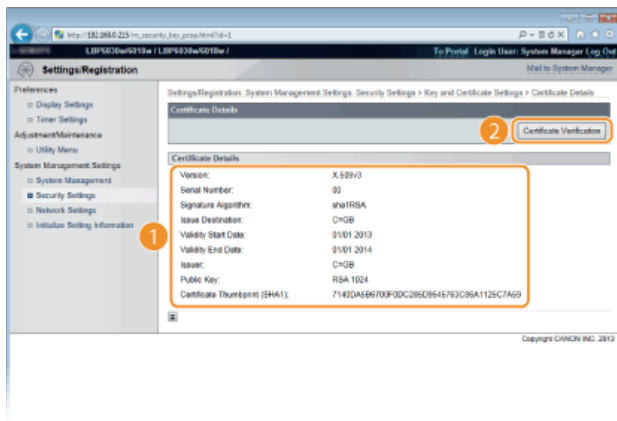 http://192.168.0.215/m_security_key_prop.html?id=1
LBP6030w/6018w / LBP6030w/6018w /
To Portal Login User: System Manager Log Out
Settings/Registration
Mail to System Manager
Preferences
Display Settings
Timer Settings
Adjustment/Maintenance
Utility Menu
System Management Settings
System Management
Security Settings
Network Settings
Initialize Setting Information
Settings/Registration: System Management Settings: Security Settings > Key and Certificate Settings > Certificate Details
Certificate Details
2
Certificate Verification
Certificate Details
1
Version: X.509v3
Serial Number: 00
Signature Algorithm: sha1RSA
Issue Destination: C=GB
Validity Start Date: 01/01 2013
Validity End Date: 01/01 2014
Issuer: C=GB
Public Key: RSA 1024
Certificate Thumbprint (SHA1):
Copyright CANON INC. 2013